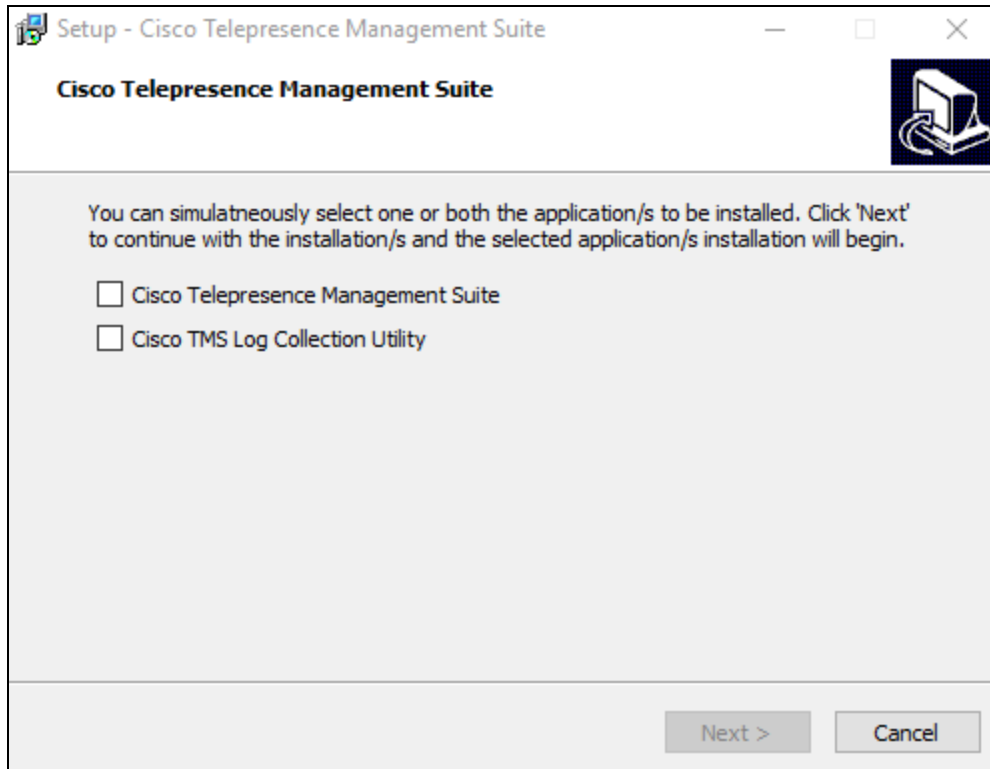 Setup - Cisco Telepresence Management Suite
Cisco Telepresence Management Suite
You can simulatneously select one or both the application/s to be installed. Click 'Next'
to continue with the installation/s and the selected application/s installation will begin.
Cisco Telepresence Management Suite
Cisco TMS Log Collection Utility
Next >
Cancel